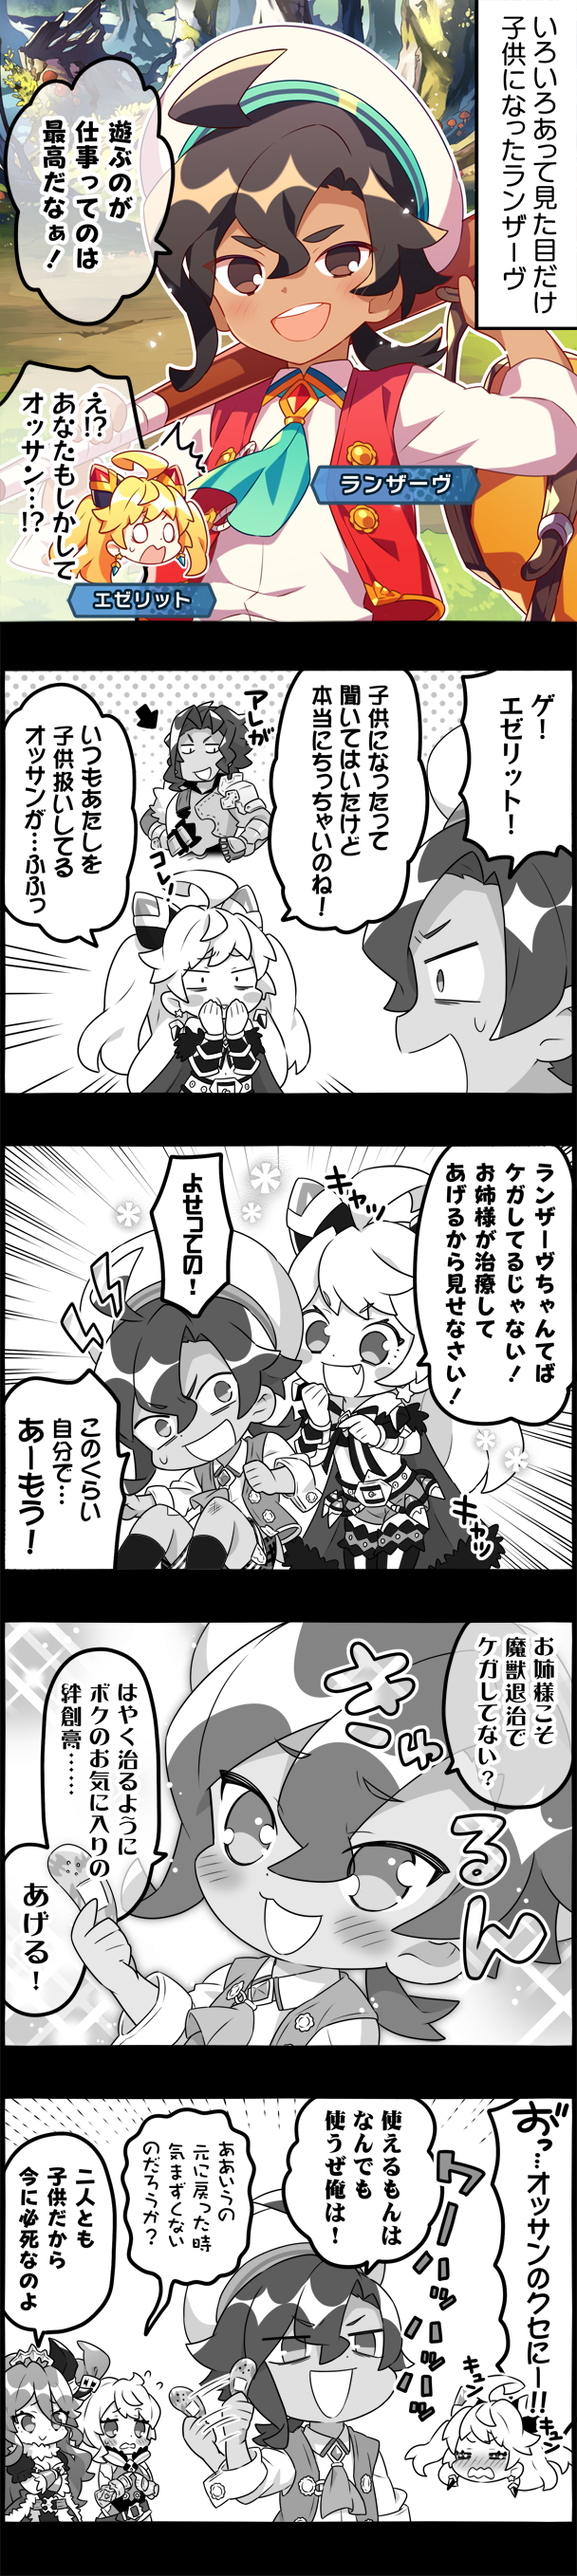 いろいろあって見た目だけ
子供になったランザーヴ
遊ぶのが
仕事ってのは
最高だなぁ!
ランザーヴ
え!?
あなたもしかして
オッサン…!?
エゼリット
ゲ!
エゼリット!
子供になったって
聞いてはいたけど
本当にちっちゃいのね!
アレが
コレ!
いつもあたしを
子供扱いしてる
オッサンが…ふふっ
ランザーヴちゃんてば
ケガしてるじゃない!
お姉様が治療して
あげるから見せなさい!
キャッ
キャッ
よせっての!
このくらい
自分で…
あーもう!
お姉様こそ
魔獣退治で
ケガしてない?
きゅるん
はやく治るように
ボクのお気に入りの
絆創膏……
あげる!
おっ…オッサンのクセにー!!
キュン
キュン
ワーハッハッハッハッ
使えるもんは
なんでも
使うぜ俺は!
ああいうの
元に戻った時
気まずくない
のだろうか?
二人とも
子供だから
今に必死なのよ